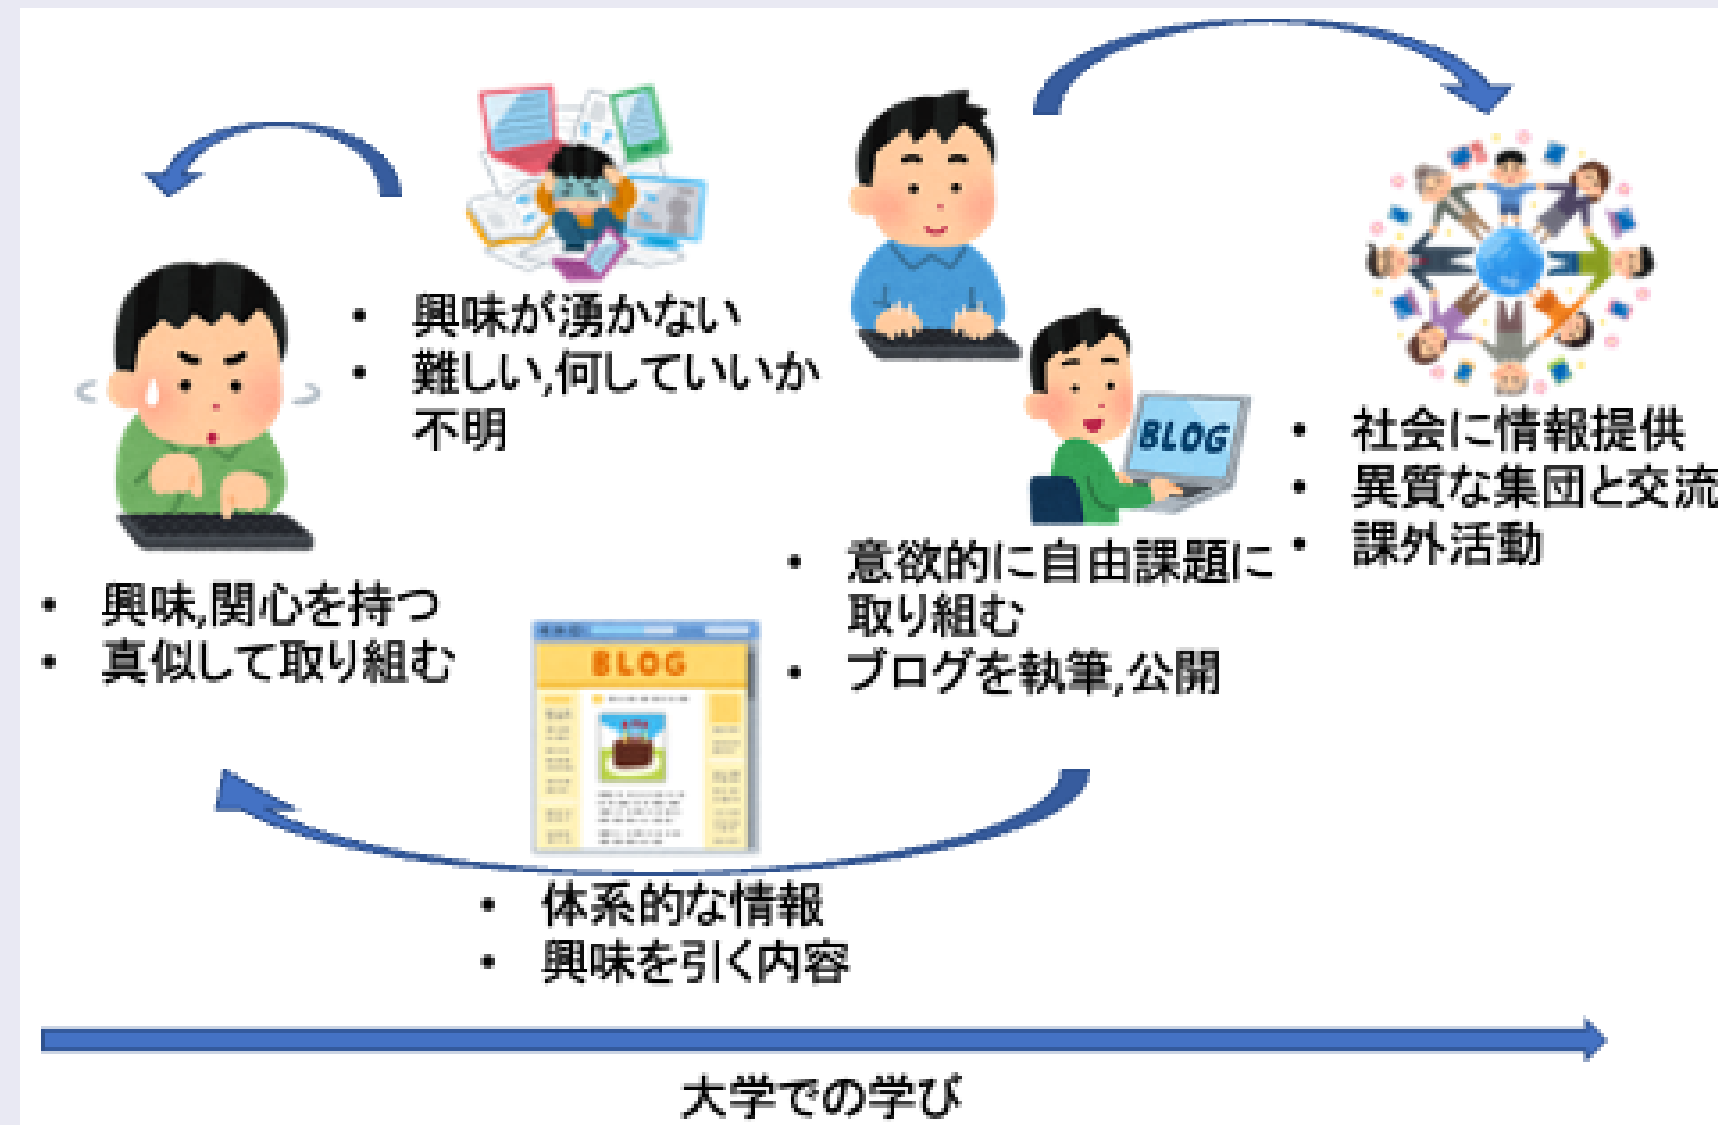 • 興味が湧かない
• 難しい,何していいか
不明
• 興味,関心を持つ
• 真似して取り組む
BLOG
• 意欲的に自由課題に
取り組む
• ブログを執筆,公開
• 社会に情報提供
• 異質な集団と交流
• 課外活動
BLOG
• 体系的な情報
• 興味を引く内容
大学での学び